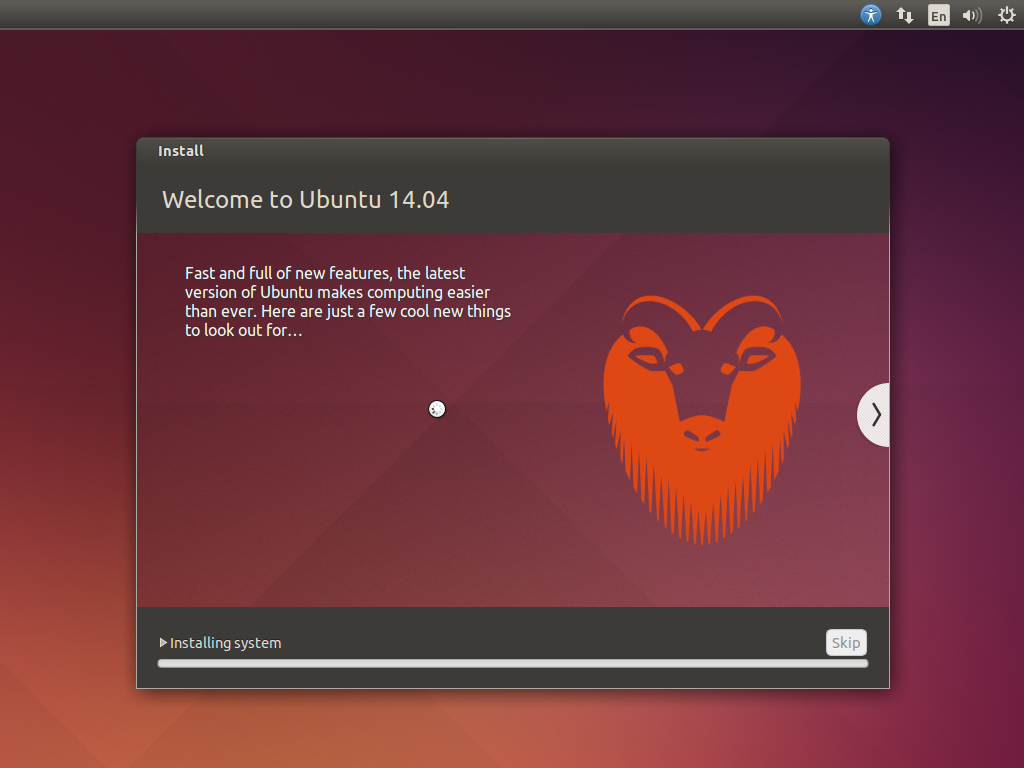 En
Install
Welcome to Ubuntu 14.04
Fast and full of new features, the latest
version of Ubuntu makes computing easier
than ever. Here are just a few cool new things
to look out for…
Installing system
Skip